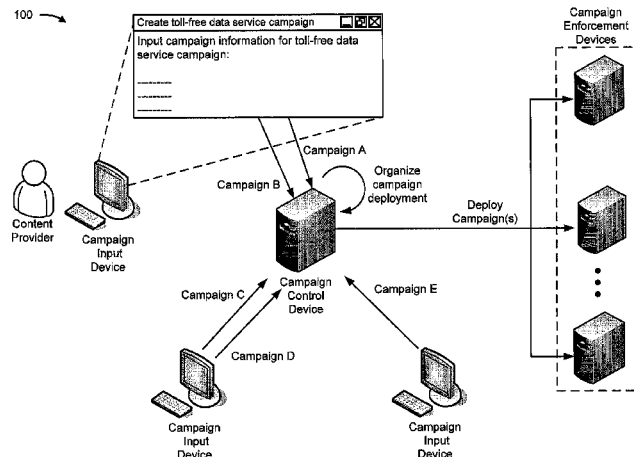 100
Create toll-free data service campaign
Input campaign information for toll-free data
service campaign:
Campaign
Enforcement
Devices
Campaign A
Campaign B
Organize
campaign
deployment
Content
Provider
Campaign
Input
Device
Deploy
Campaign(s)
Campaign
Control
Device
Campaign C
Campaign D
Campaign E
Campaign
Input
Device
Campaign
Input
Device